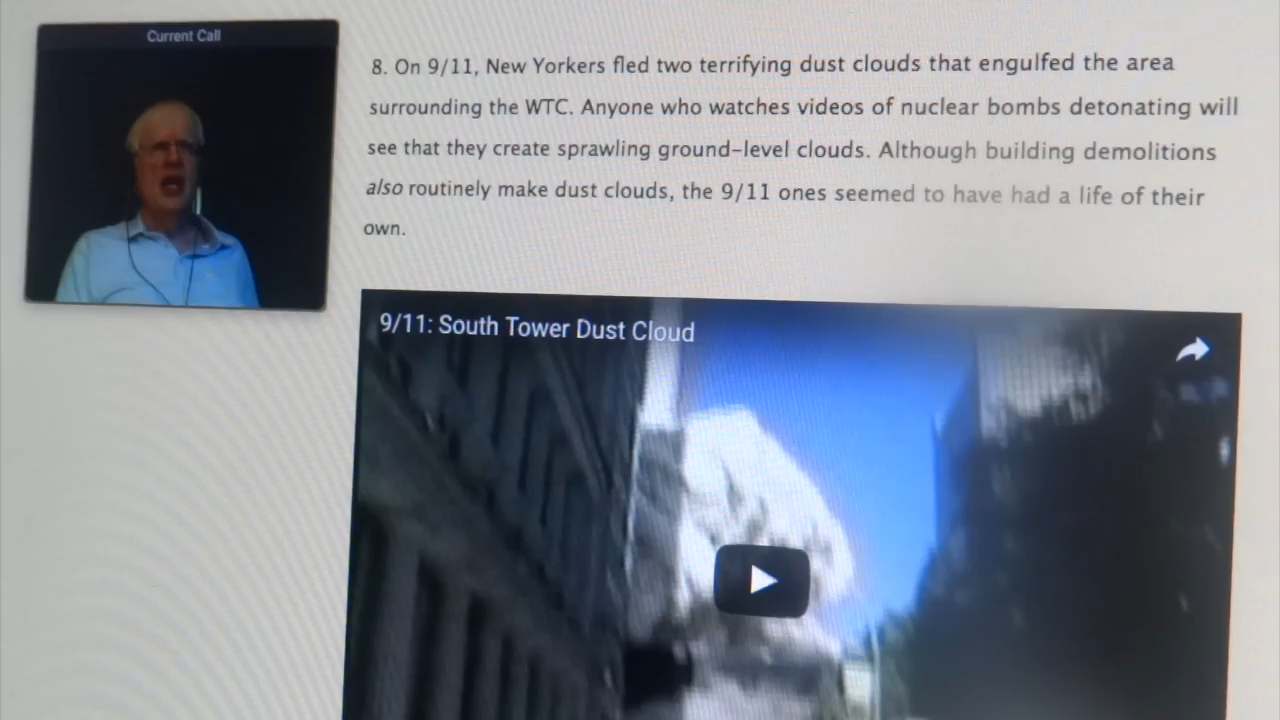 Current Call
8. On 9/11, New Yorkers fled two terrifying dust clouds that engulfed the area
surrounding the WTC. Anyone who watches videos of nuclear bombs detonating will
see that they create sprawling ground-level clouds. Although building demolitions
also routinely make dust clouds, the 9/11 ones seemed to have had a life of their
own.
9/11: South Tower Dust Cloud